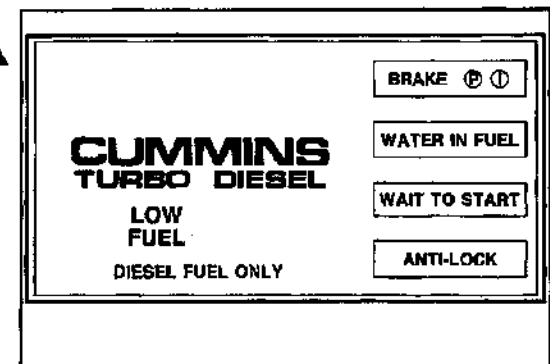 BRAKE (P) (|)
CUMMINS
TURBO DIESEL
WATER IN FUEL
LOW
FUEL
WAIT TO START
DIESEL FUEL ONLY
ANTI-LOCK